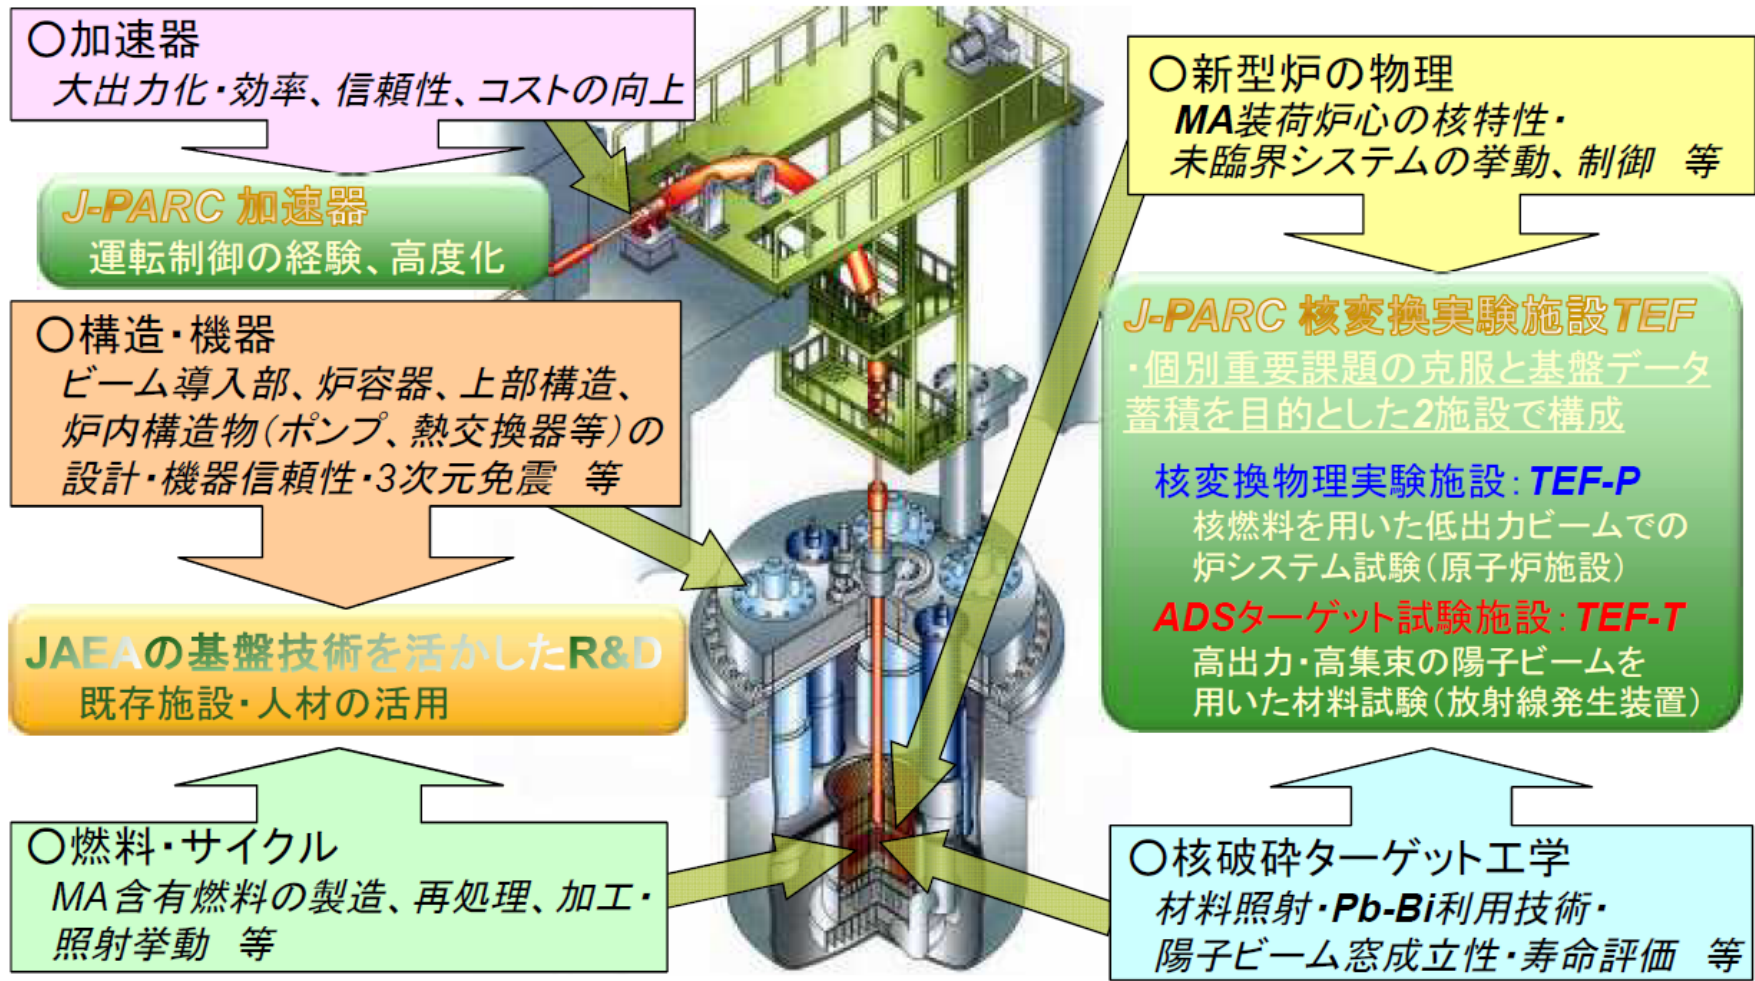 〇加速器
大出力化・効率、信頼性、コストの向上
J-PARC 加速器
運転制御の経験、高度化
〇構造・機器
ビーム導入部、炉容器、上部構造、
炉内構造物(ポンプ、熱交換器等)の
設計・機器信頼性・3次元免震 等
JAEAの基盤技術を活かしたR&D
既存施設・人材の活用
〇燃料・サイクル
MA含有燃料の製造、再処理、加工・
照射挙動 等
〇新型炉の物理
MA装荷炉心の核特性・
未臨界システムの挙動、制御 等
J-PARC 核変換実験施設TEF
・個別重要課題の克服と基盤データ
蓄積を目的とした2施設で構成
核変換物理実験施設：TEF-P
核燃料を用いた低出力ビームでの
炉システム試験(原子炉施設)
ADSターゲット試験施設：TEF-T
高出力・高集束の陽子ビームを
用いた材料試験(放射線発生装置)
〇核破砕ターゲット工学
材料照射・Pb-Bi利用技術・
陽子ビーム窓成立性・寿命評価 等